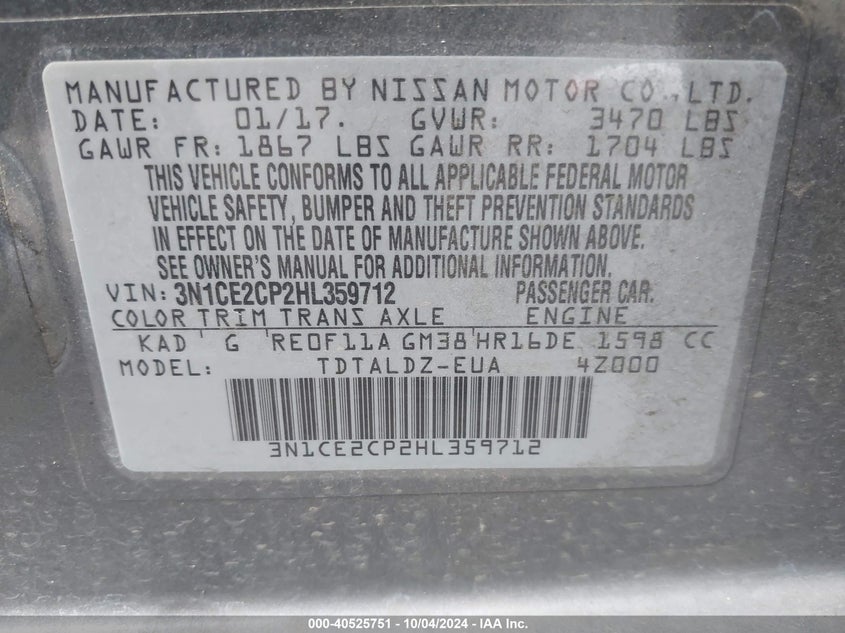 MANUFACTURED BY NISSAN MOTOR CO.,LTD.
DATE: 01/17. GVWR: 3470 LBS
GAWR FR: 1867 LBS GAWR RR: 1704 LBS
THIS VEHICLE CONFORMS TO ALL APPLICABLE FEDERAL MOTOR
VEHICLE SAFETY, BUMPER AND THEFT PREVENTION STANDARDS
IN EFFECT ON THE DATE OF MANUFACTURE SHOWN ABOVE.
SEE OWNER'S MANUAL FOR ADDITIONAL INFORMATION.
VIN: 3N1CE2CP2HL359712 PASSENGER CAR.
COLOR TRIM TRANS AXLE ENGINE
KAD G RE0F11A GM38 HR16DE 1598 CC
MODEL: TDTALDZ-EUA 4Z000
3N1CE2CP2HL359712
000-40525751 - 10/04/2024 - IAA Inc.